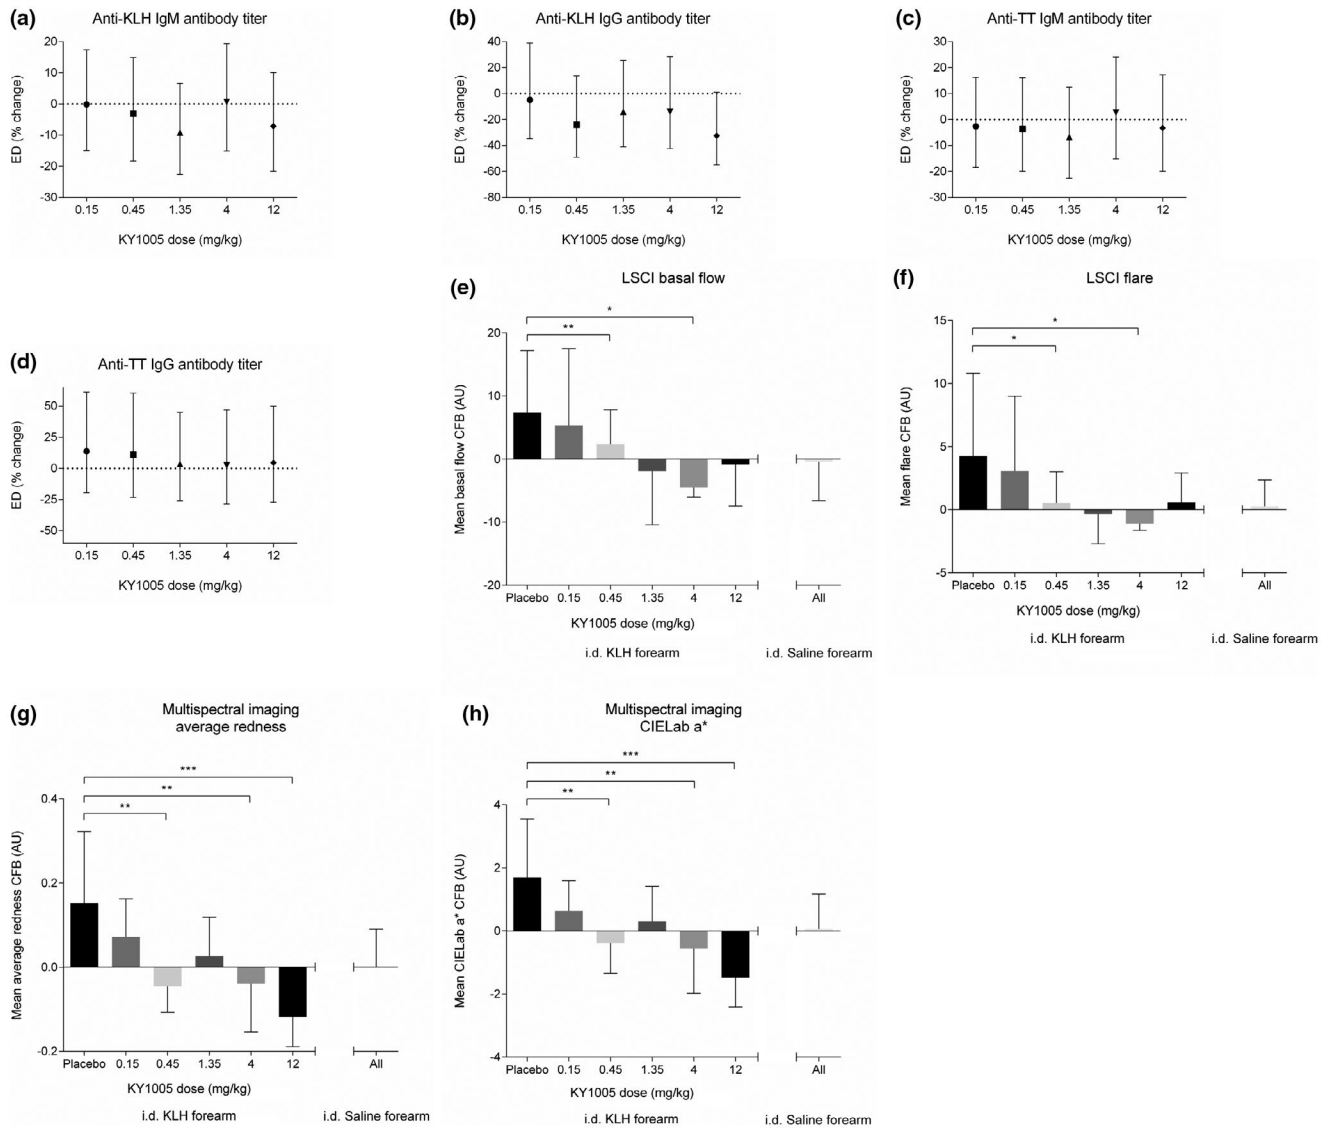 (a)
Anti-KLH IgM antibody titer
ED (% change)
20
10
0
-10
-20
-30
0.15 0.45 1.35 4 12
KY1005 dose (mg/kg)
(b)
Anti-KLH IgG antibody titer
ED (% change)
40
20
0
-20
-40
-60
-80
0.15 0.45 1.35 4 12
KY1005 dose (mg/kg)
(c)
Anti-TT IgM antibody titer
ED (% change)
30
20
10
0
-10
-20
-30
0.15 0.45 1.35 4 12
KY1005 dose (mg/kg)
(d)
Anti-TT IgG antibody titer
ED (% change)
50
25
0
-25
-50
0.15 0.45 1.35 4 12
KY1005 dose (mg/kg)
(e)
LSCI basal flow
*
**
Mean basal flow CFB (AU)
20
10
0
-10
-20
Placebo 0.15 0.45 1.35 4 12 All
KY1005 dose (mg/kg)
i.d. KLH forearm i.d. Saline forearm
(f)
LSCI flare
*
*
Mean flare CFB (AU)
15
10
5
0
-5
Placebo 0.15 0.45 1.35 4 12 All
KY1005 dose (mg/kg)
i.d. KLH forearm i.d. Saline forearm
(g)
Multispectral imaging
average redness
***
**
**
Mean average redness CFB (AU)
0.4
0.2
0.0
-0.2
Placebo 0.15 0.45 1.35 4 12 All
KY1005 dose (mg/kg)
i.d. KLH forearm i.d. Saline forearm
(h)
Multispectral imaging
CIELab a*
***
**
**
Mean CIELab a* CFB (AU)
4
2
0
-2
-4
Placebo 0.15 0.45 1.35 4 12 All
KY1005 dose (mg/kg)
i.d. KLH forearm i.d. Saline forearm